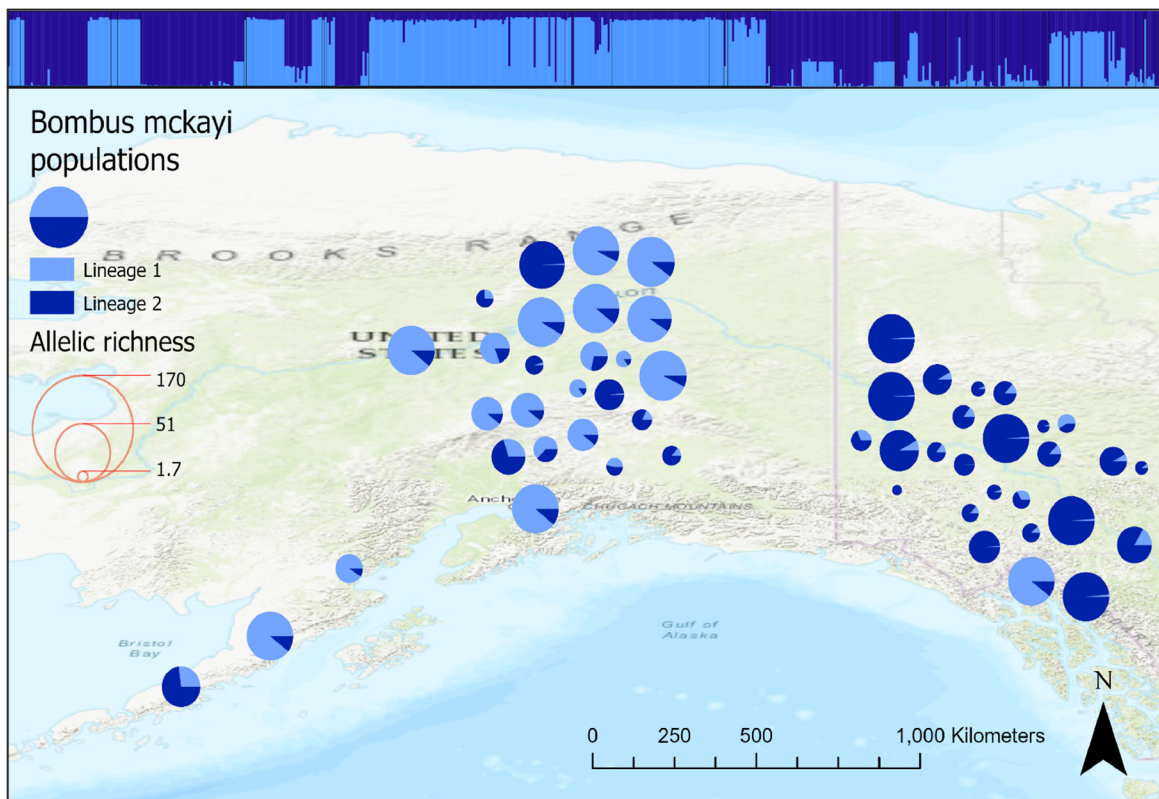 Bombus mckayi
populations
Lineage 1
Lineage 2
Allelic richness
170
51
1.7
BROOKS RANGE
UNITED
STATES
CHUGACH MOUNTAINS
Bristol
Bay
Gulf of
Alaska
0 250 500 1,000 Kilometers
N